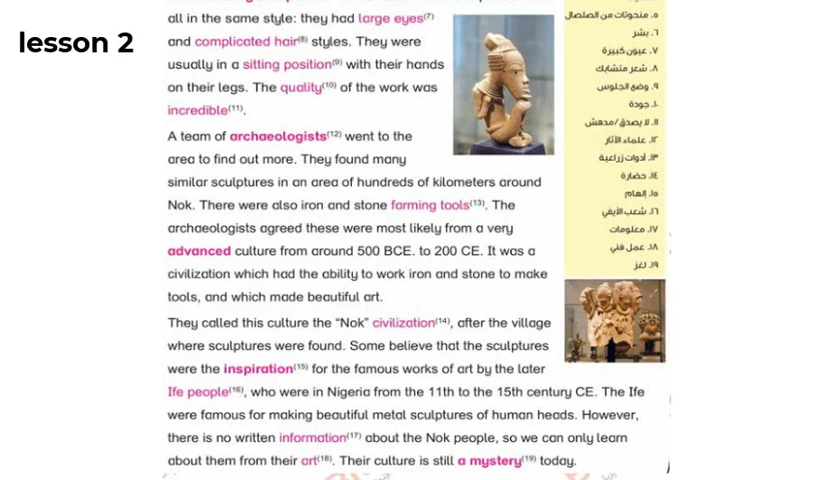 lesson 2
all in the same style: they had large eyes(7)
and complicated hair(8) styles. They were
usually in a sitting position(9) with their hands
on their legs. The quality(10) of the work was
incredible(11).
A team of archaeologists(12) went to the
area to find out more. They found many
similar sculptures in an area of hundreds of kilometers around
Nok. There were also iron and stone farming tools(13). The
archaeologists agreed these were most likely from a very
advanced culture from around 500 BCE. to 200 CE. It was a
civilization which had the ability to work iron and stone to make
tools, and which made beautiful art.
They called this culture the “Nok” civilization(14), after the village
where sculptures were found. Some believe that the sculptures
were the inspiration(15) for the famous works of art by the later
Ife people(16), who were in Nigeria from the 11th to the 15th century CE. The Ife
were famous for making beautiful metal sculptures of human heads. However,
there is no written information(17) about the Nok people, so we can only learn
about them from their art(18). Their culture is still a mystery(19) today.
٥. منحوتات من الصلصال
٦. بشر
٧. عيون كبيرة
٨. شعر متشابك
٩. وضع الجلوس
١٠. جودة
١١. لا يصدق/مدهش
١٢. علماء الآثار
١٣. أدوات زراعية
١٤. حضارة
١٥. إلهام
١٦. شعب الأيفي
١٧. معلومات
١٨. عمل فني
١٩. لغز